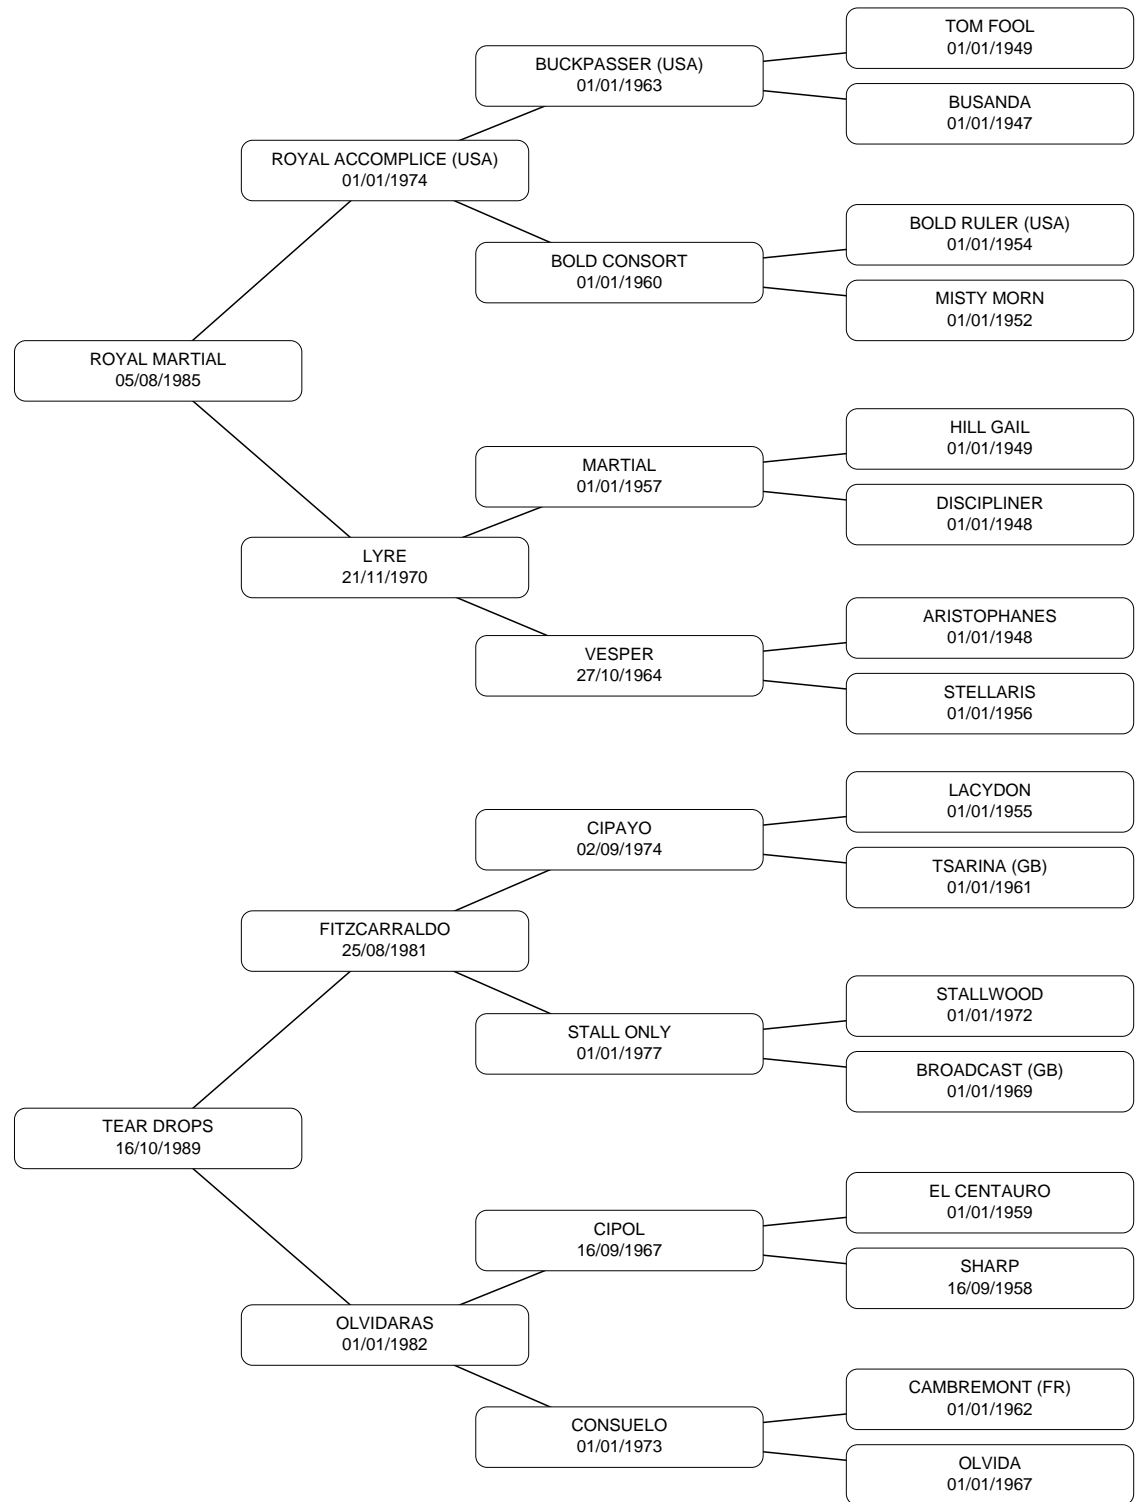 TOM FOOL
01/01/1949
BUCKPASSER (USA)
01/01/1963
BUSANDA
01/01/1947
ROYAL ACCOMPLICE (USA)
01/01/1974
BOLD RULER (USA)
01/01/1954
BOLD CONSORT
01/01/1960
MISTY MORN
01/01/1952
ROYAL MARTIAL
05/08/1985
HILL GAIL
01/01/1949
MARTIAL
01/01/1957
DISCIPLINER
01/01/1948
LYRE
21/11/1970
ARISTOPHANES
01/01/1948
VESPER
27/10/1964
STELLARIS
01/01/1956
LACYDON
01/01/1955
CIPAYO
02/09/1974
TSARINA (GB)
01/01/1961
FITZCARRALDO
25/08/1981
STALLWOOD
01/01/1972
STALL ONLY
01/01/1977
BROADCAST (GB)
01/01/1969
TEAR DROPS
16/10/1989
EL CENTAURO
01/01/1959
CIPOL
16/09/1967
SHARP
16/09/1958
OLVIDARAS
01/01/1982
CAMBREMONT (FR)
01/01/1962
CONSUELO
01/01/1973
OLVIDA
01/01/1967